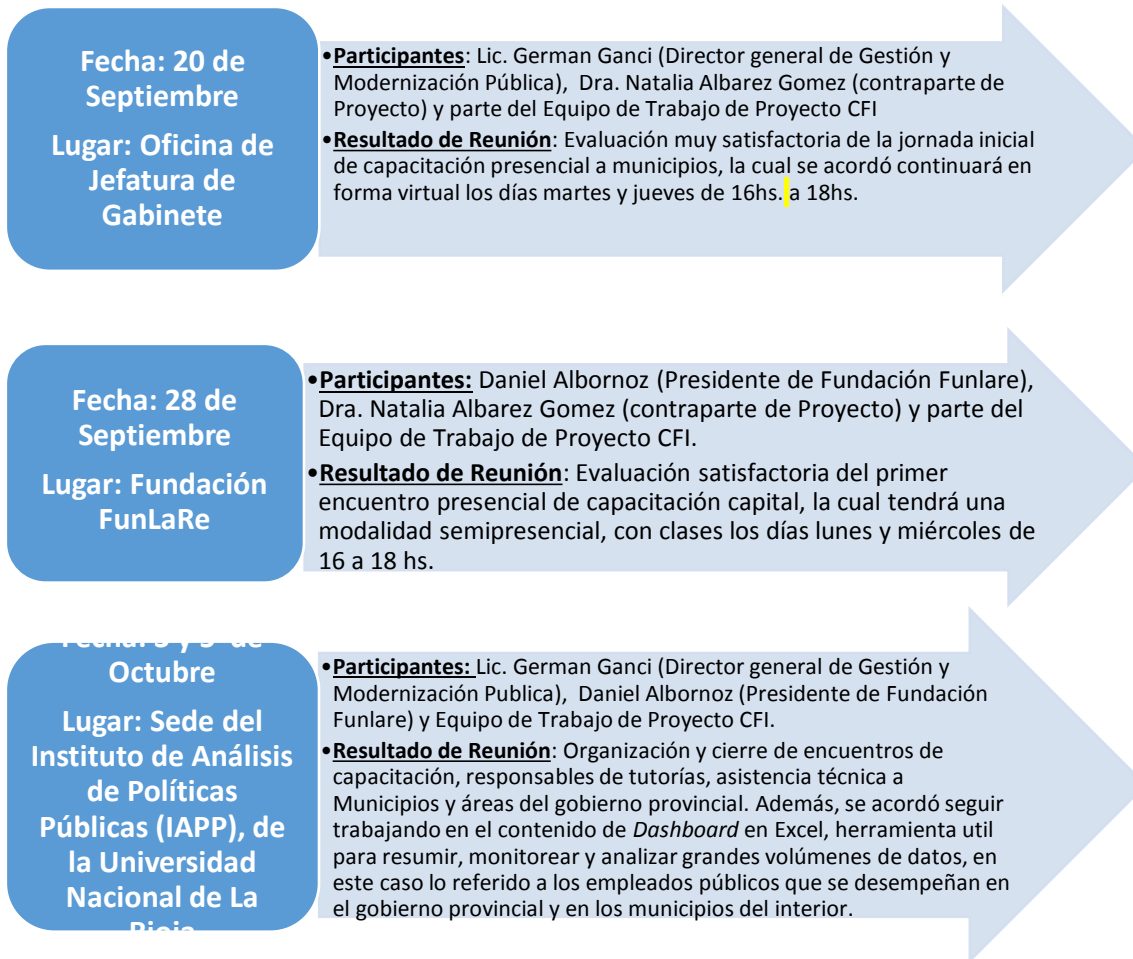 Fecha: 20 de
Septiembre
Lugar: Oficina de
Jefatura de
Gabinete
•Participantes: Lic. German Ganci (Director general de Gestión y
Modernización Pública), Dra. Natalia Albarez Gomez (contraparte de
Proyecto) y parte del Equipo de Trabajo de Proyecto CFI
•Resultado de Reunión: Evaluación muy satisfactoria de la jornada inicial
de capacitación presencial a municipios, la cual se acordó continuará en
forma virtual los días martes y jueves de 16hs. a 18hs.
Fecha: 28 de
Septiembre
Lugar: Fundación
FunLaRe
•Participantes: Daniel Albornoz (Presidente de Fundación Funlare),
Dra. Natalia Albarez Gomez (contraparte de Proyecto) y parte del
Equipo de Trabajo de Proyecto CFI.
•Resultado de Reunión: Evaluación satisfactoria del primer
encuentro presencial de capacitación capital, la cual tendrá una
modalidad semipresencial, con clases los días lunes y miércoles de
16 a 18 hs.
Fecha: y de
Octubre
Lugar: Sede del
Instituto de Análisis
de Políticas
Públicas (IAPP), de
la Universidad
Nacional de La
Rioja
•Participantes: Lic. German Ganci (Director general de Gestión y
Modernización Publica), Daniel Albornoz (Presidente de Fundación
Funlare) y Equipo de Trabajo de Proyecto CFI.
•Resultado de Reunión: Organización y cierre de encuentros de
capacitación, responsables de tutorías, asistencia técnica a
Municipios y áreas del gobierno provincial. Además, se acordó seguir
trabajando en el contenido de Dashboard en Excel, herramienta util
para resumir, monitorear y analizar grandes volúmenes de datos, en
este caso lo referido a los empleados públicos que se desempeñan en
el gobierno provincial y en los municipios del interior.